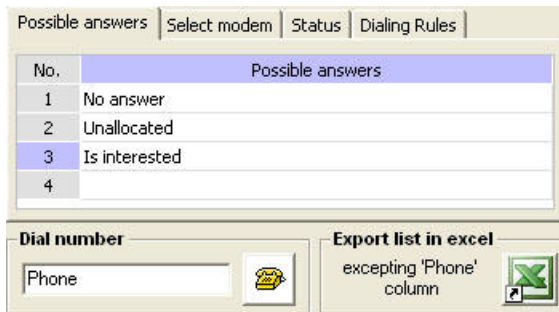 Possible answers Select modem Status Dialing Rules
No. Possible answers
1 No answer
2 Unallocated
3 Is interested
4
Dial number Export list in excel
Phone excepting 'Phone'
column